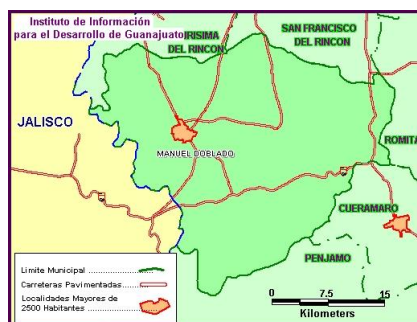 Instituto de Información
para el Desarrollo de Guanajuato
IRISIMA
DEL RINCON
SAN FRANCISCO
DEL RINCON
JALISCO
MANUEL DOBLADO
ROMITA
CUERAMARO
PENJAMO
Limite Municipal
Carreteras Pavimentadas
Localidades Mayores de
2500 Habitantes
0 7.5 15
Kilometers